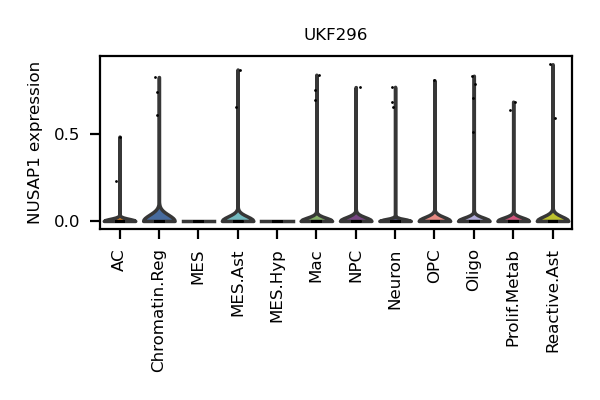 UKF296
NUSAP1 expression
0.5
0.0
AC
Chromatin.Reg
MES
MES.Ast
MES.Hyp
Mac
NPC
Neuron
OPC
Oligo
Prolif.Metab
Reactive.Ast